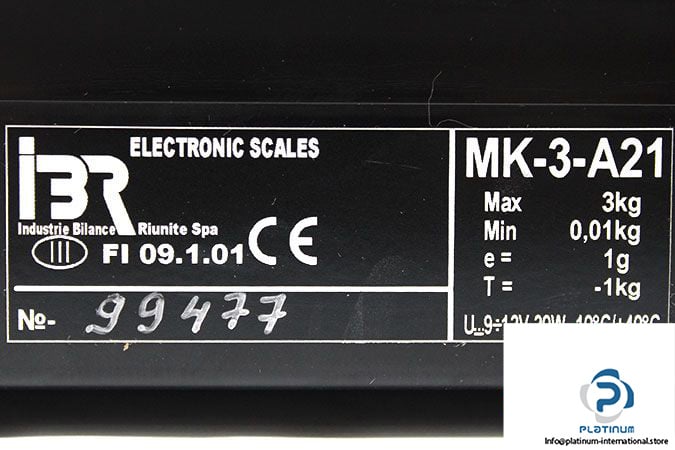 IBR
ELECTRONIC SCALES
Industrie Bilance Riunite Spa
III FI 09.1.01 CE
№- 99477
MK-3-A21
Max 3kg
Min 0,01kg
e= 1g
T = -1kg
PLATINUM
Info@platinum-international.store